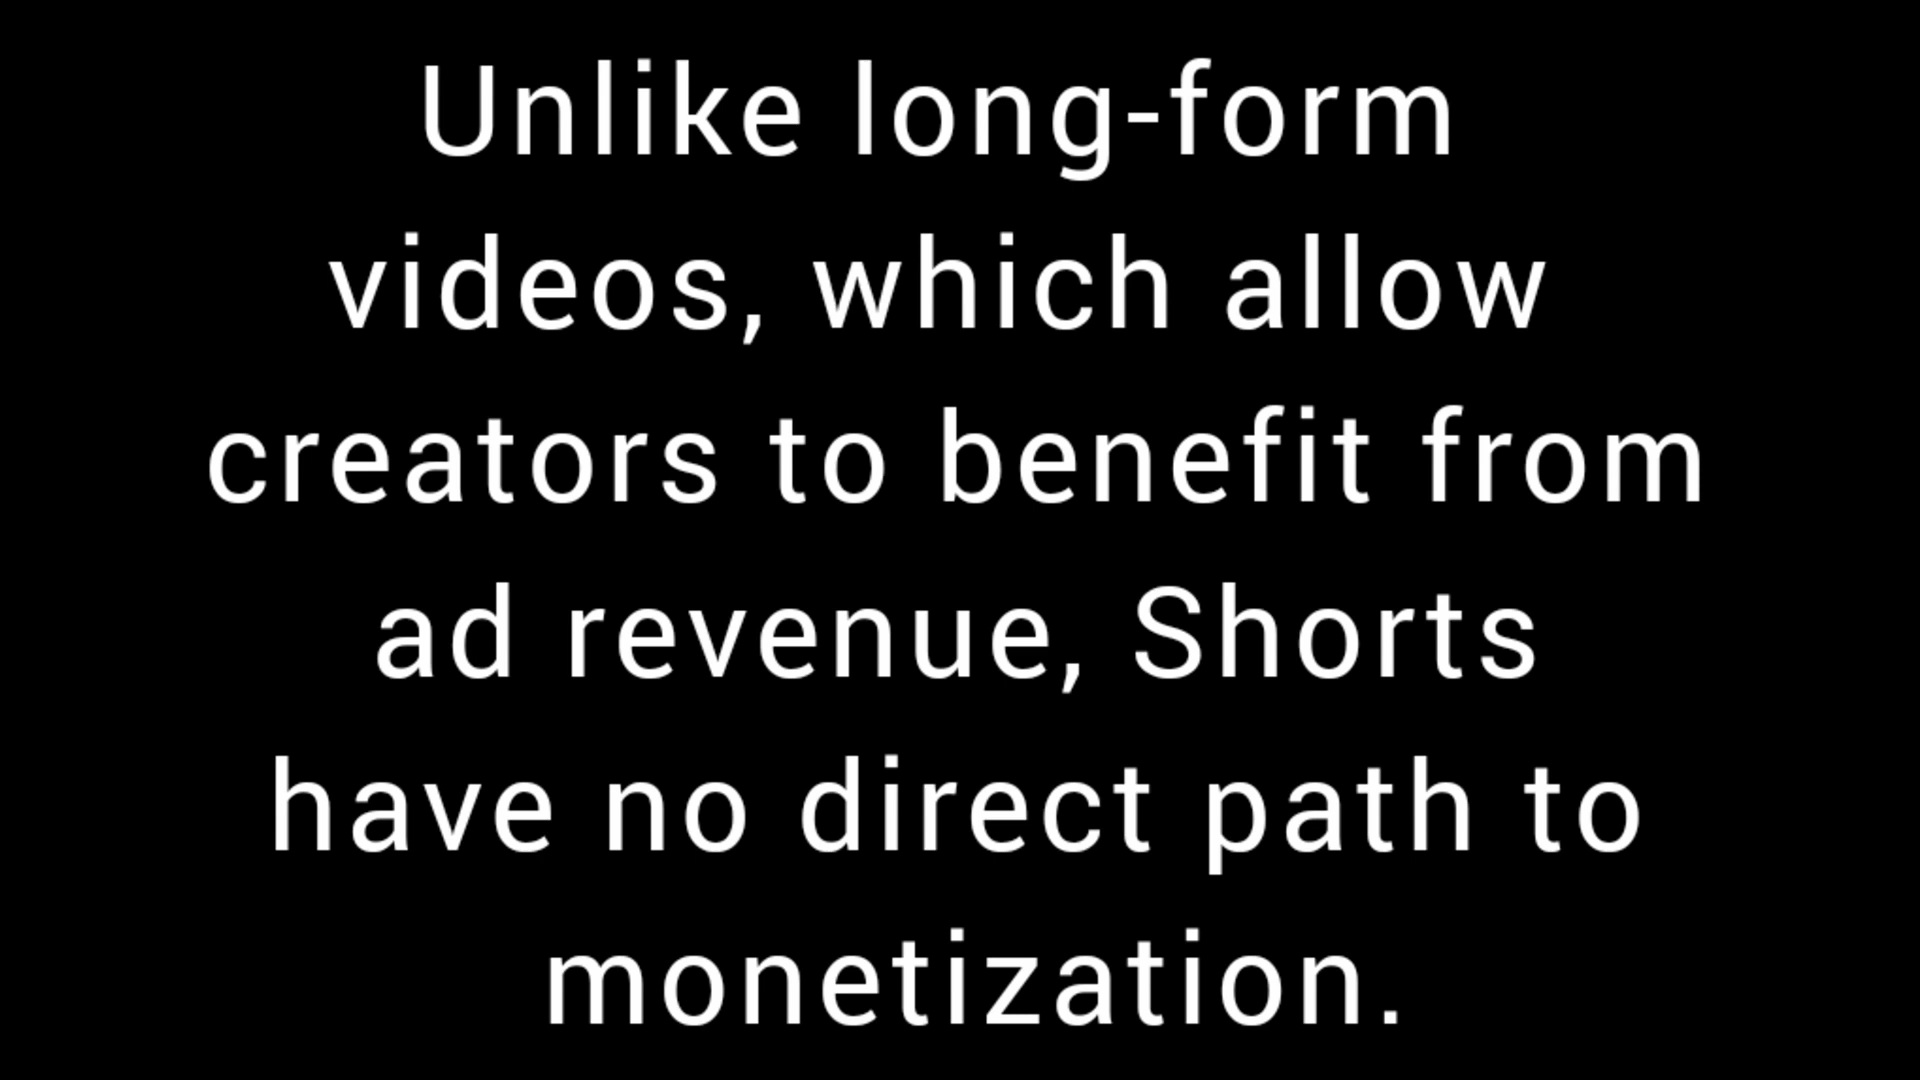 Unlike long-form
videos, which allow
creators to benefit from
ad revenue, Shorts
have no direct path to
monetization.